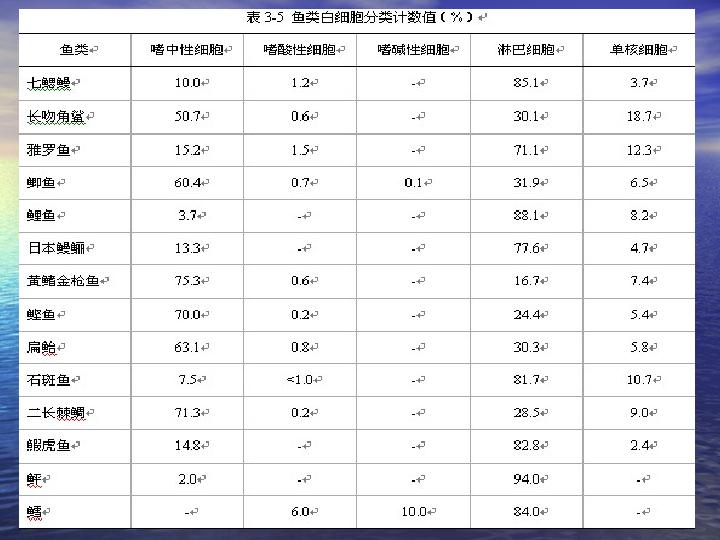 表 3-5 鱼类白细胞分类计数值（%）
鱼类 嗜中性细胞 嗜酸性细胞 嗜碱性细胞 淋巴细胞 单核细胞
七鳃鳗 10.0 1.2 - 85.1 3.7
长吻角鲨 50.7 0.6 - 30.1 18.7
雅罗鱼 15.2 1.5 - 71.1 12.3
鲫鱼 60.4 0.7 0.1 31.9 6.5
鲤鱼 3.7 - - 88.1 8.2
日本鳗鲡 13.3 - - 77.6 4.7
黄鳍金枪鱼 75.3 0.6 - 16.7 7.4
鲣鱼 70.0 0.2 - 24.4 5.4
扁鲐 63.1 0.8 - 30.3 5.8
石斑鱼 7.5 <1.0 - 81.7 10.7
二长棘鲷 71.3 0.2 - 28.5 9.0
鰕虎鱼 14.8 - - 82.8 2.4
鲆 2.0 - - 94.0 -
鳕 - 6.0 10.0 84.0 -